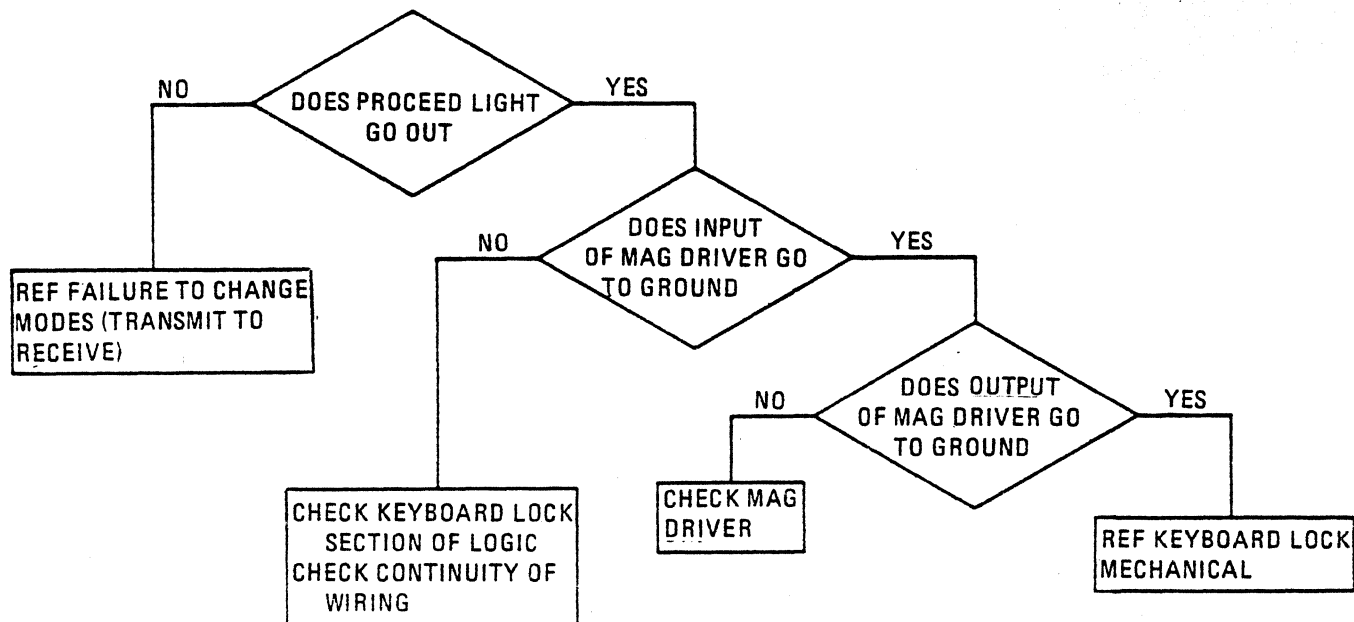 NO
YES
DOES PROCEED LIGHT
GO OUT
NO
YES
DOES INPUT
OF MAG DRIVER GO
TO GROUND
REF FAILURE TO CHANGE
MODES (TRANSMIT TO
RECEIVE)
NO
YES
DOES OUTPUT
OF MAG DRIVER GO
TO GROUND
CHECK KEYBOARD LOCK
SECTION OF LOGIC
CHECK CONTINUITY OF
WIRING
CHECK MAG
DRIVER
REF KEYBOARD LOCK
MECHANICAL